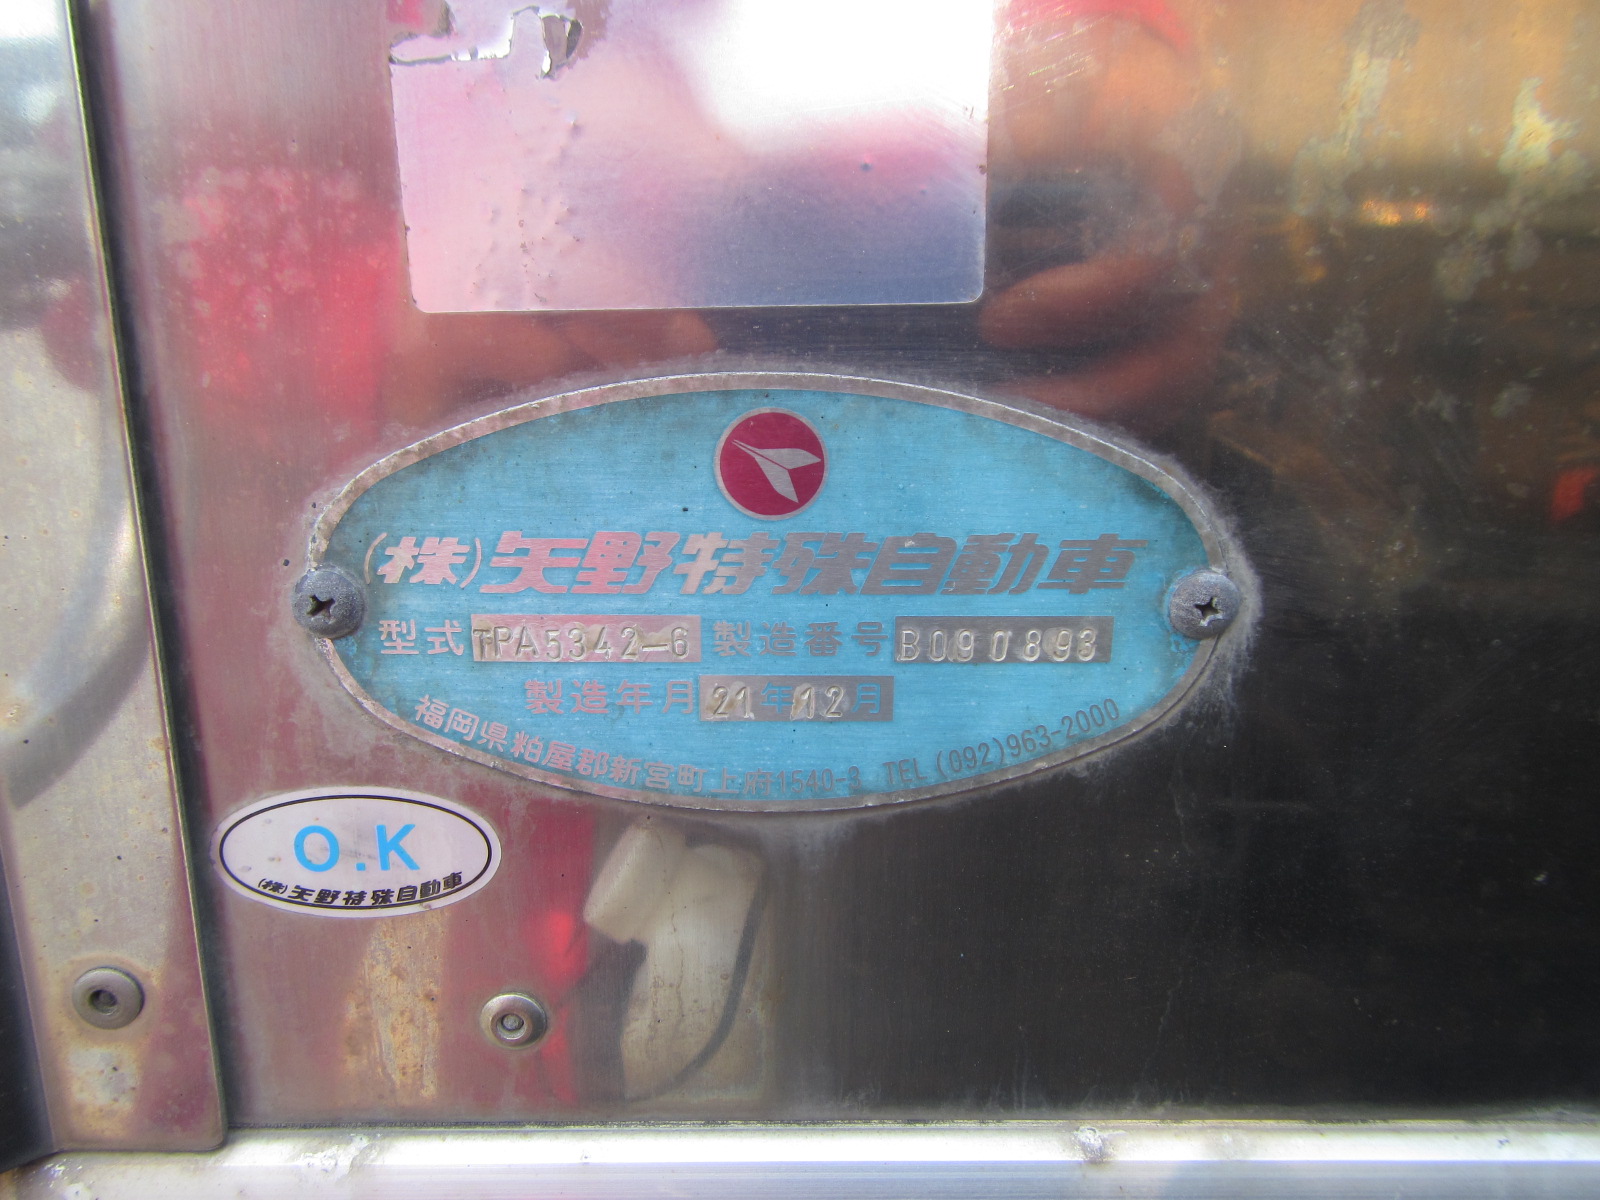 (株)矢野特殊自動車
型式 TPA5342-6 製造番号 B090893
製造年月 21年12月
福岡県粕屋郡新宮町上府1540-2 TEL(092)963-2000
O.K
(株)矢野特殊自動車